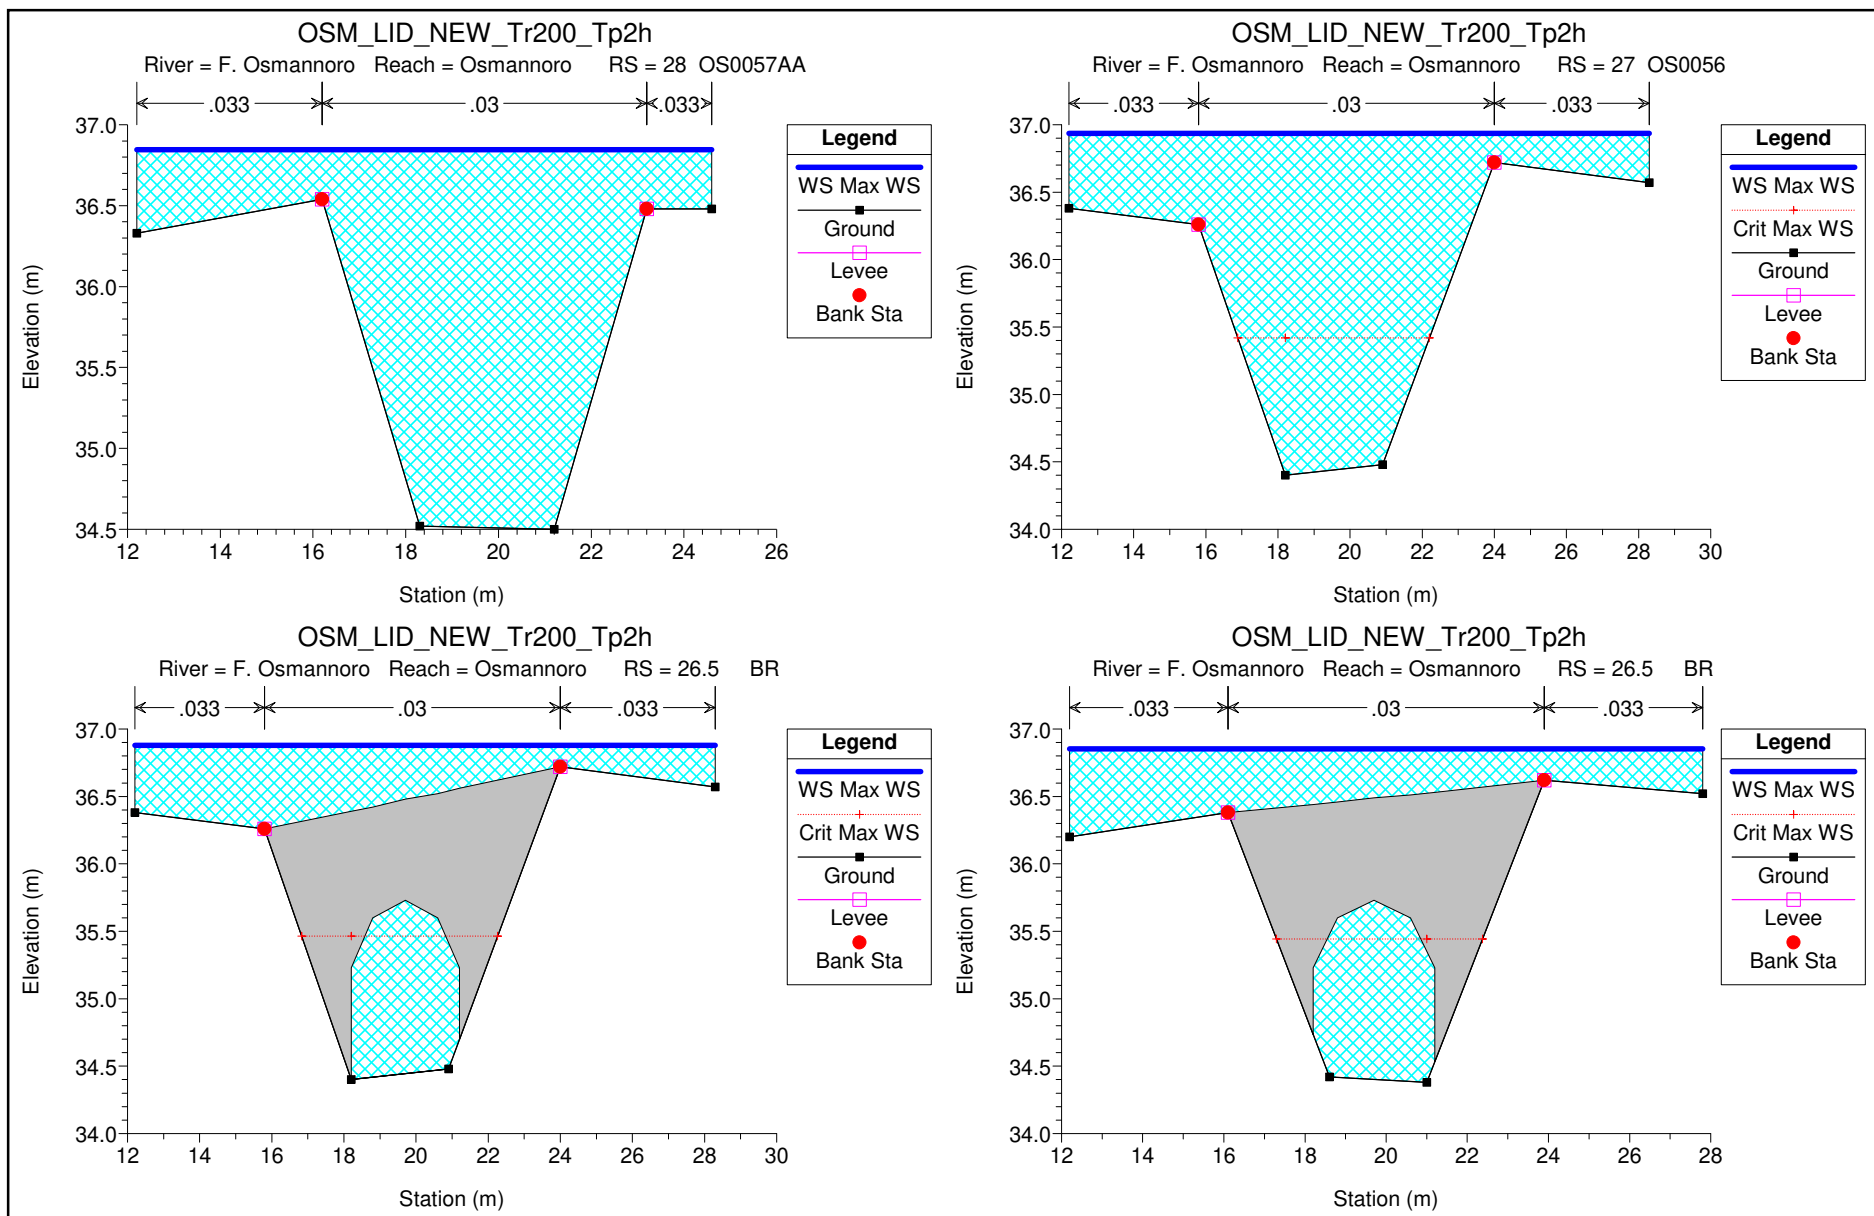 OSM_LID_NEW_Tr200_Tp2h
River = F. Osmannoro Reach = Osmannoro RS = 28 OS0057AA
.033 .03 .033
37.0
36.5
36.0
35.5
35.0
34.5
12 14 16 18 20 22 24 26
Station (m)
Elevation (m)
Legend
WS Max WS
Ground
Levee
Bank Sta
OSM_LID_NEW_Tr200_Tp2h
River = F. Osmannoro Reach = Osmannoro RS = 27 OS0056
.033 .03 .033
37.0
36.5
36.0
35.5
35.0
34.5
34.0
12 14 16 18 20 22 24 26 28 30
Station (m)
Elevation (m)
Legend
WS Max WS
Crit Max WS
Ground
Levee
Bank Sta
OSM_LID_NEW_Tr200_Tp2h
River = F. Osmannoro Reach = Osmannoro RS = 26.5 BR
.033 .03 .033
37.0
36.5
36.0
35.5
35.0
34.5
34.0
12 14 16 18 20 22 24 26 28 30
Station (m)
Elevation (m)
Legend
WS Max WS
Crit Max WS
Ground
Levee
Bank Sta
OSM_LID_NEW_Tr200_Tp2h
River = F. Osmannoro Reach = Osmannoro RS = 26.5 BR
.033 .03 .033
37.0
36.5
36.0
35.5
35.0
34.5
34.0
12 14 16 18 20 22 24 26 28
Station (m)
Elevation (m)
Legend
WS Max WS
Crit Max WS
Ground
Levee
Bank Sta